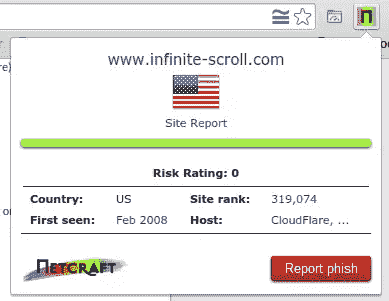 www.infinite-scroll.com
Site Report
Risk Rating: 0
Country: US Site rank: 319,074
First seen: Feb 2008 Host: CloudFlare, ...
NETCRAFT Report phish